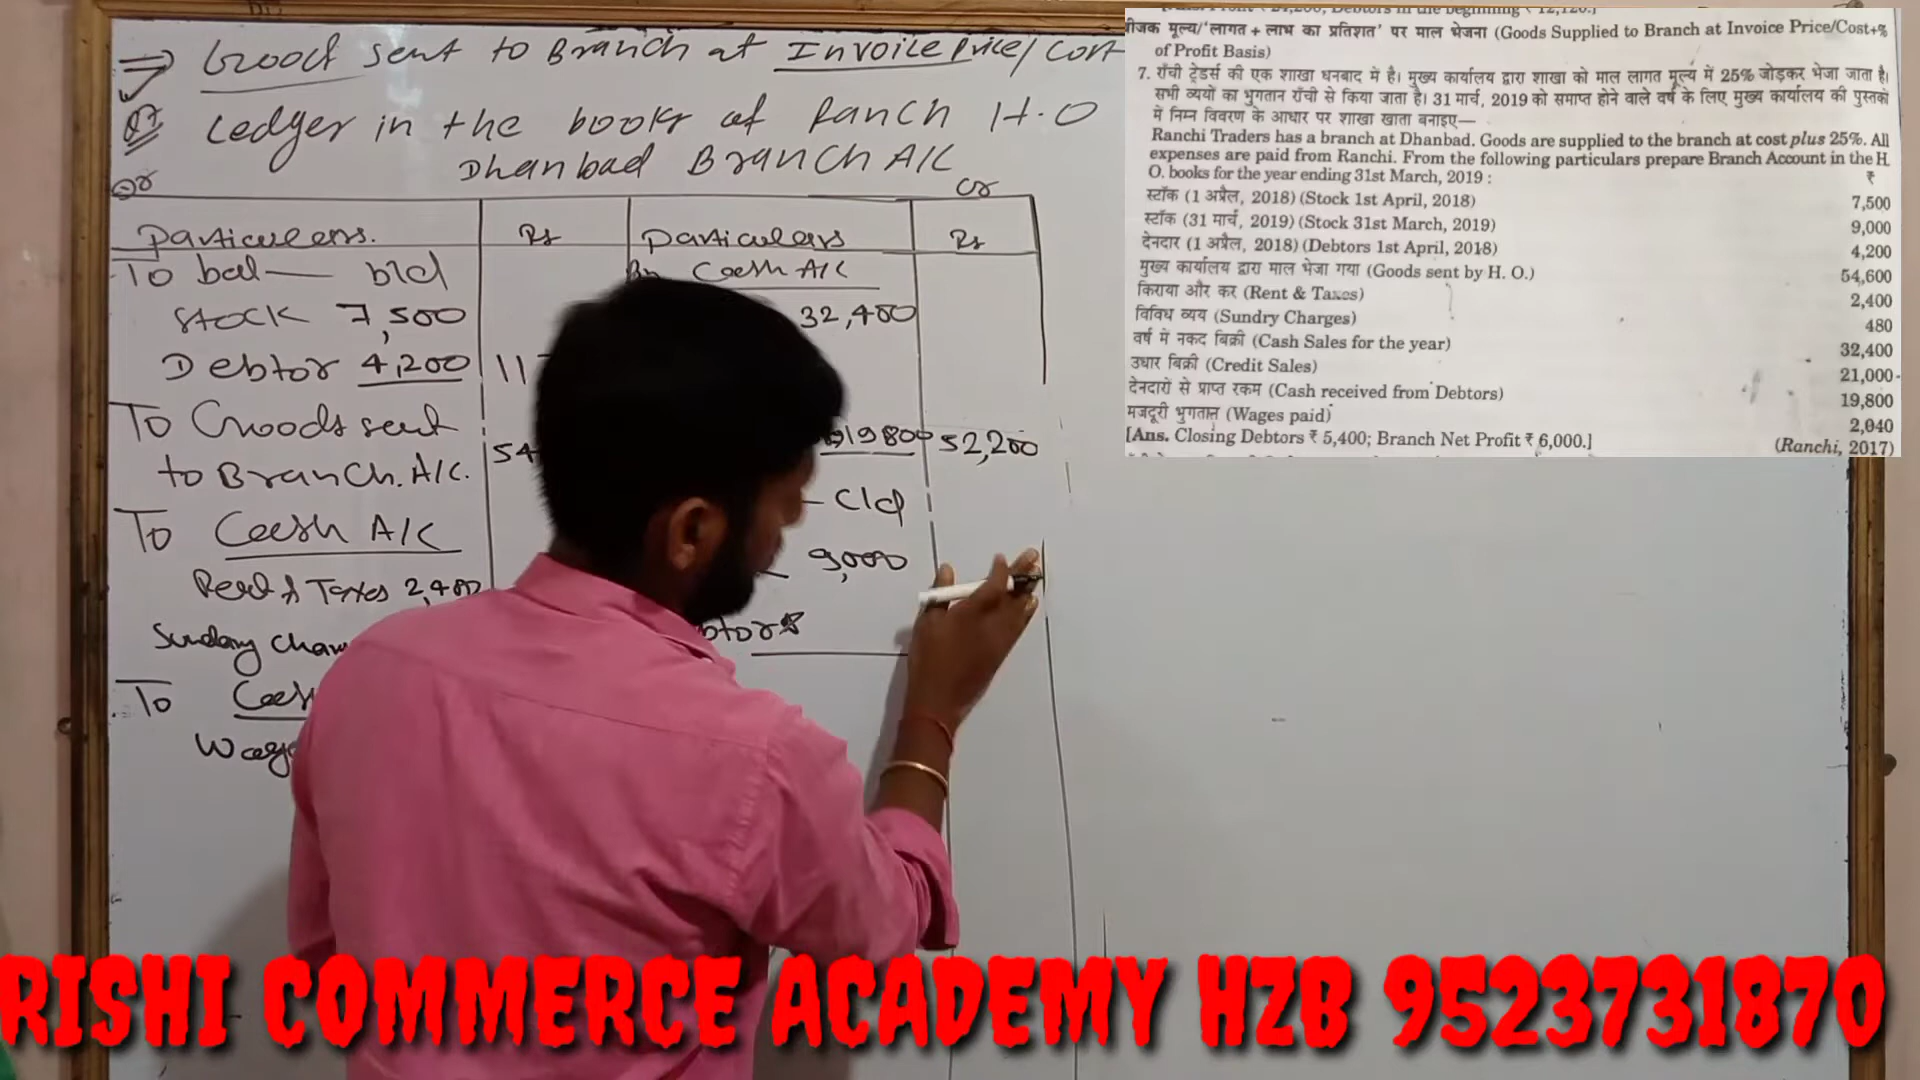 ⇒ Good sent to Branch at Invoice Price/Cost
Q7 Ledger in the books of Ranch H.O
Dhanbad Branch A/C
Dr
Cr
Particulars. Rs Particulars Rs
To bal— b/d
Stock 7,500
Debtor 4,200
To Goods sent
to Branch. A/C.
To Cash A/C
Rent & Taxes 2,400
Sundry
To
By Cash A/C
32,400
19800 52,200
– C/d
9,000
[Ans. Closing Debtors ₹ 5,400; Branch Net Profit ₹ 6,000.]
बीजक मूल्य/'लागत + लाभ का प्रतिशत' पर माल भेजना (Goods Supplied to Branch at Invoice Price/Cost+%
of Profit Basis)
7. राँची ट्रेडर्स की एक शाखा धनबाद में है। मुख्य कार्यालय द्वारा शाखा को माल लागत मूल्य में 25% जोड़कर भेजा जाता है।
सभी व्ययों का भुगतान राँची से किया जाता है। 31 मार्च, 2019 को समाप्त होने वाले वर्ष के लिए मुख्य कार्यालय की पुस्तकों
में निम्न विवरण के आधार पर शाखा खाता बनाइए—
Ranchi Traders has a branch at Dhanbad. Goods are supplied to the branch at cost plus 25%. All
expenses are paid from Ranchi. From the following particulars prepare Branch Account in the H.
O. books for the year ending 31st March, 2019 :
₹
स्टॉक (1 अप्रैल, 2018) (Stock 1st April, 2018) 7,500
स्टॉक (31 मार्च, 2019) (Stock 31st March, 2019) 9,000
देनदार (1 अप्रैल, 2018) (Debtors 1st April, 2018) 4,200
मुख्य कार्यालय द्वारा माल भेजा गया (Goods sent by H. O.) 54,600
किराया और कर (Rent & Taxes) 2,400
विविध व्यय (Sundry Charges) 480
वर्ष में नकद बिक्री (Cash Sales for the year) 32,400
उधार बिक्री (Credit Sales) 21,000
देनदारों से प्राप्त रकम (Cash received from Debtors) 19,800
मजदूरी भुगतान (Wages paid) 2,040
(Ranchi, 2017)
RISHI COMMERCE ACADEMY HZB 9523731870